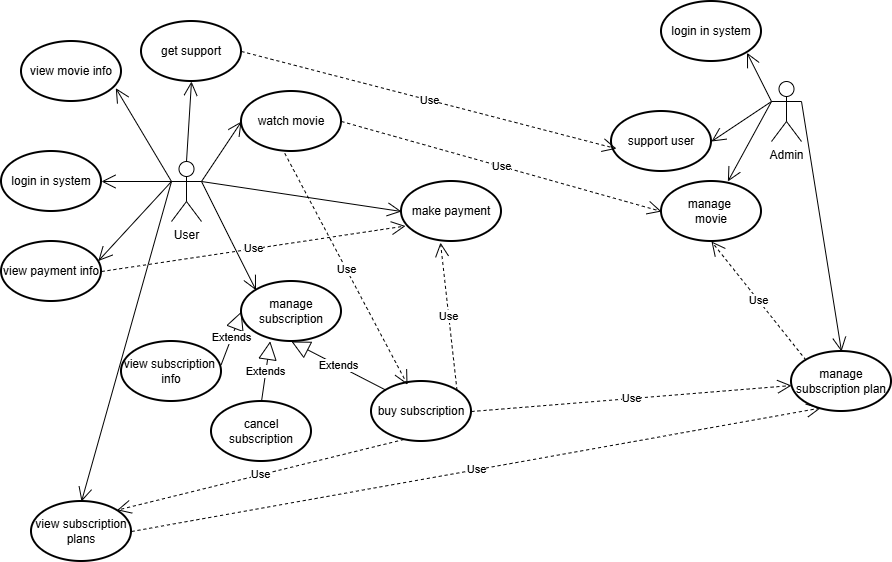 login in system
get support
view movie info
Use
watch movie
support user
Admin
Use
login in system
manage
movie
make payment
User
Use
view payment info
Use
manage
subscription
Use
Use
Extends
view subscription
info
Extends
Extends
manage
subscription plan
Use
buy subscription
cancel
subscription
Use
Use
view subscription
plans